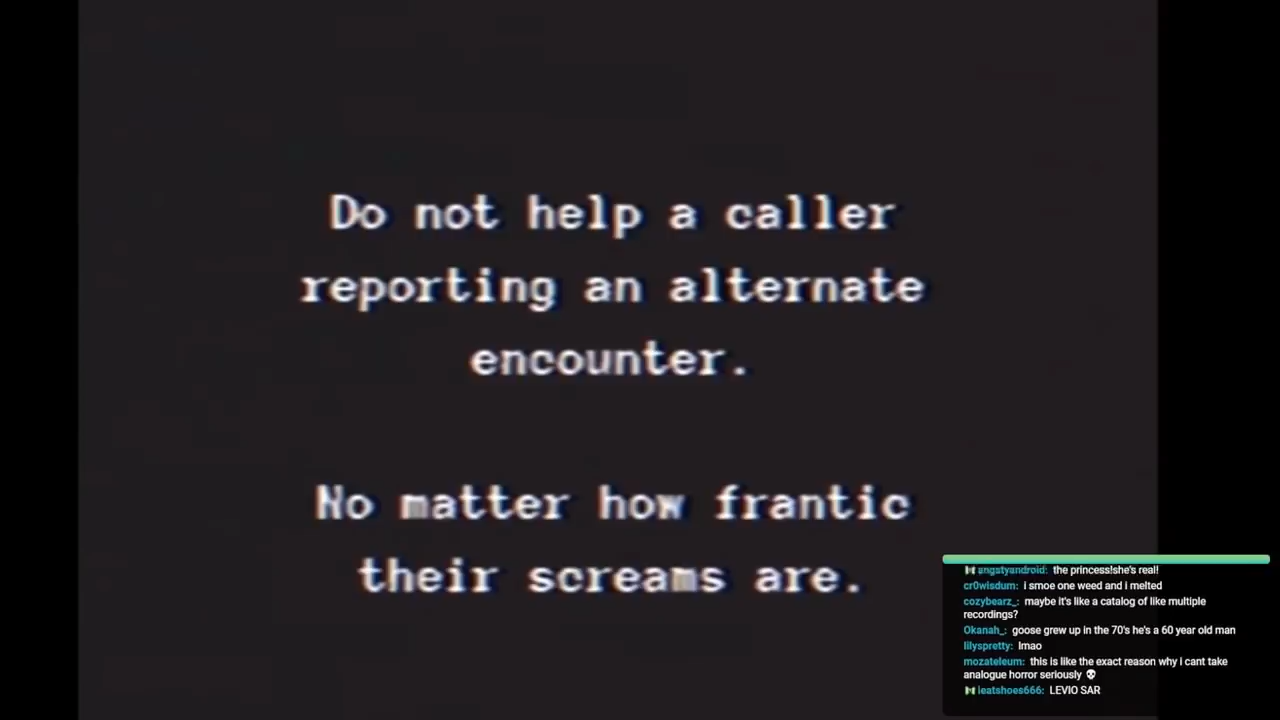 Do not help a caller
reporting an alternate
encounter.
No matter how frantic
their screams are.
angstyandroid: the princess!she's real!
cr0wisdum: i smoe one weed and i melted
cozybearz_: maybe it's like a catalog of like multiple
recordings?
Okanah_: goose grew up in the 70's he's a 60 year old man
lilyspretty: lmao
mozateleum: this is like the exact reason why i cant take
analogue horror seriously 💀
ieatshoes666: LEVIO SAR